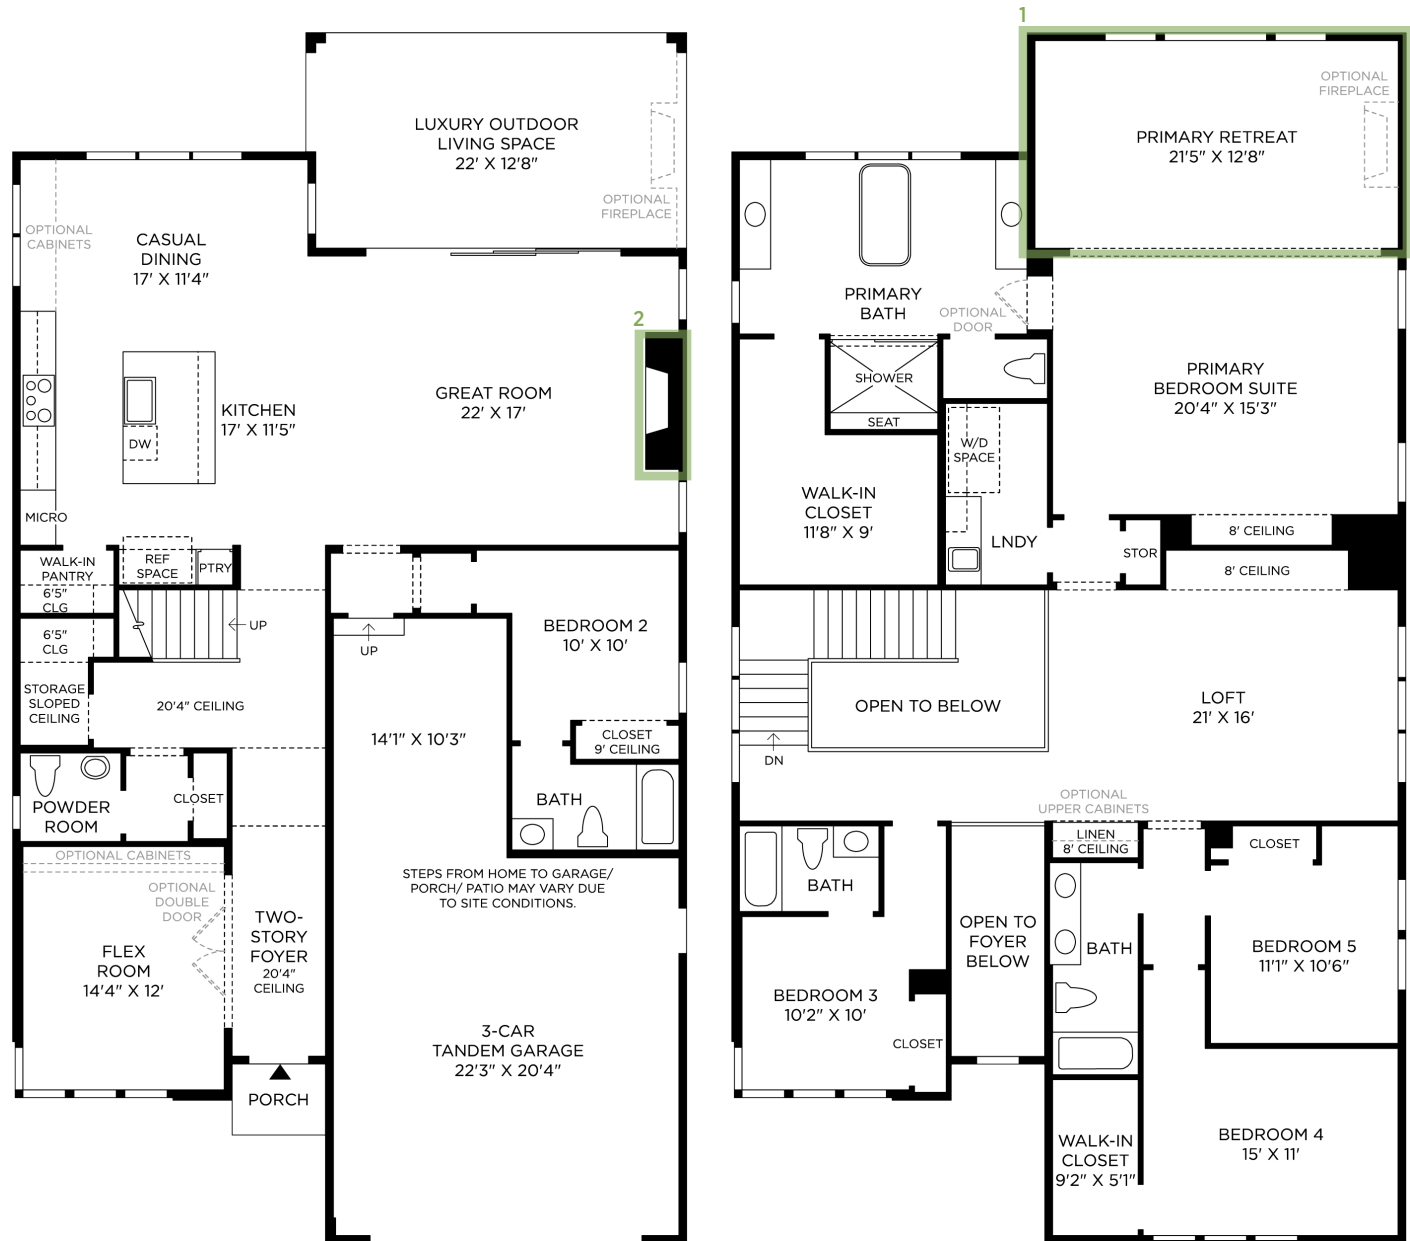 LUXURY OUTDOOR
LIVING SPACE
22' X 12'8"
OPTIONAL
FIREPLACE
OPTIONAL
CABINETS
CASUAL
DINING
17' X 11'4"
2
GREAT ROOM
22' X 17'
KITCHEN
17' X 11'5"
DW
MICRO
WALK-IN
PANTRY
6'5"
CLG
REF
SPACE
PTRY
6'5"
CLG
UP
STORAGE
SLOPED
CEILING
20'4" CEILING
UP
BEDROOM 2
10' X 10'
14'1" X 10'3"
CLOSET
9' CEILING
POWDER
ROOM
CLOSET
BATH
OPTIONAL CABINETS
OPTIONAL
DOUBLE
DOOR
STEPS FROM HOME TO GARAGE/
PORCH/ PATIO MAY VARY DUE
TO SITE CONDITIONS.
FLEX
ROOM
14'4" X 12'
TWO-
STORY
FOYER
20'4"
CEILING
3-CAR
TANDEM GARAGE
22'3" X 20'4"
PORCH
1
OPTIONAL
FIREPLACE
PRIMARY RETREAT
21'5" X 12'8"
PRIMARY
BATH
OPTIONAL
DOOR
SHOWER
SEAT
PRIMARY
BEDROOM SUITE
20'4" X 15'3"
W/D
SPACE
WALK-IN
CLOSET
11'8" X 9'
LNDY
STOR
8' CEILING
8' CEILING
OPEN TO BELOW
LOFT
21' X 16'
DN
OPTIONAL
UPPER CABINETS
LINEN
8' CEILING
CLOSET
BATH
OPEN TO
FOYER
BELOW
BATH
BEDROOM 5
11'1" X 10'6"
BEDROOM 3
10'2" X 10'
CLOSET
WALK-IN
CLOSET
9'2" X 5'1"
BEDROOM 4
15' X 11'